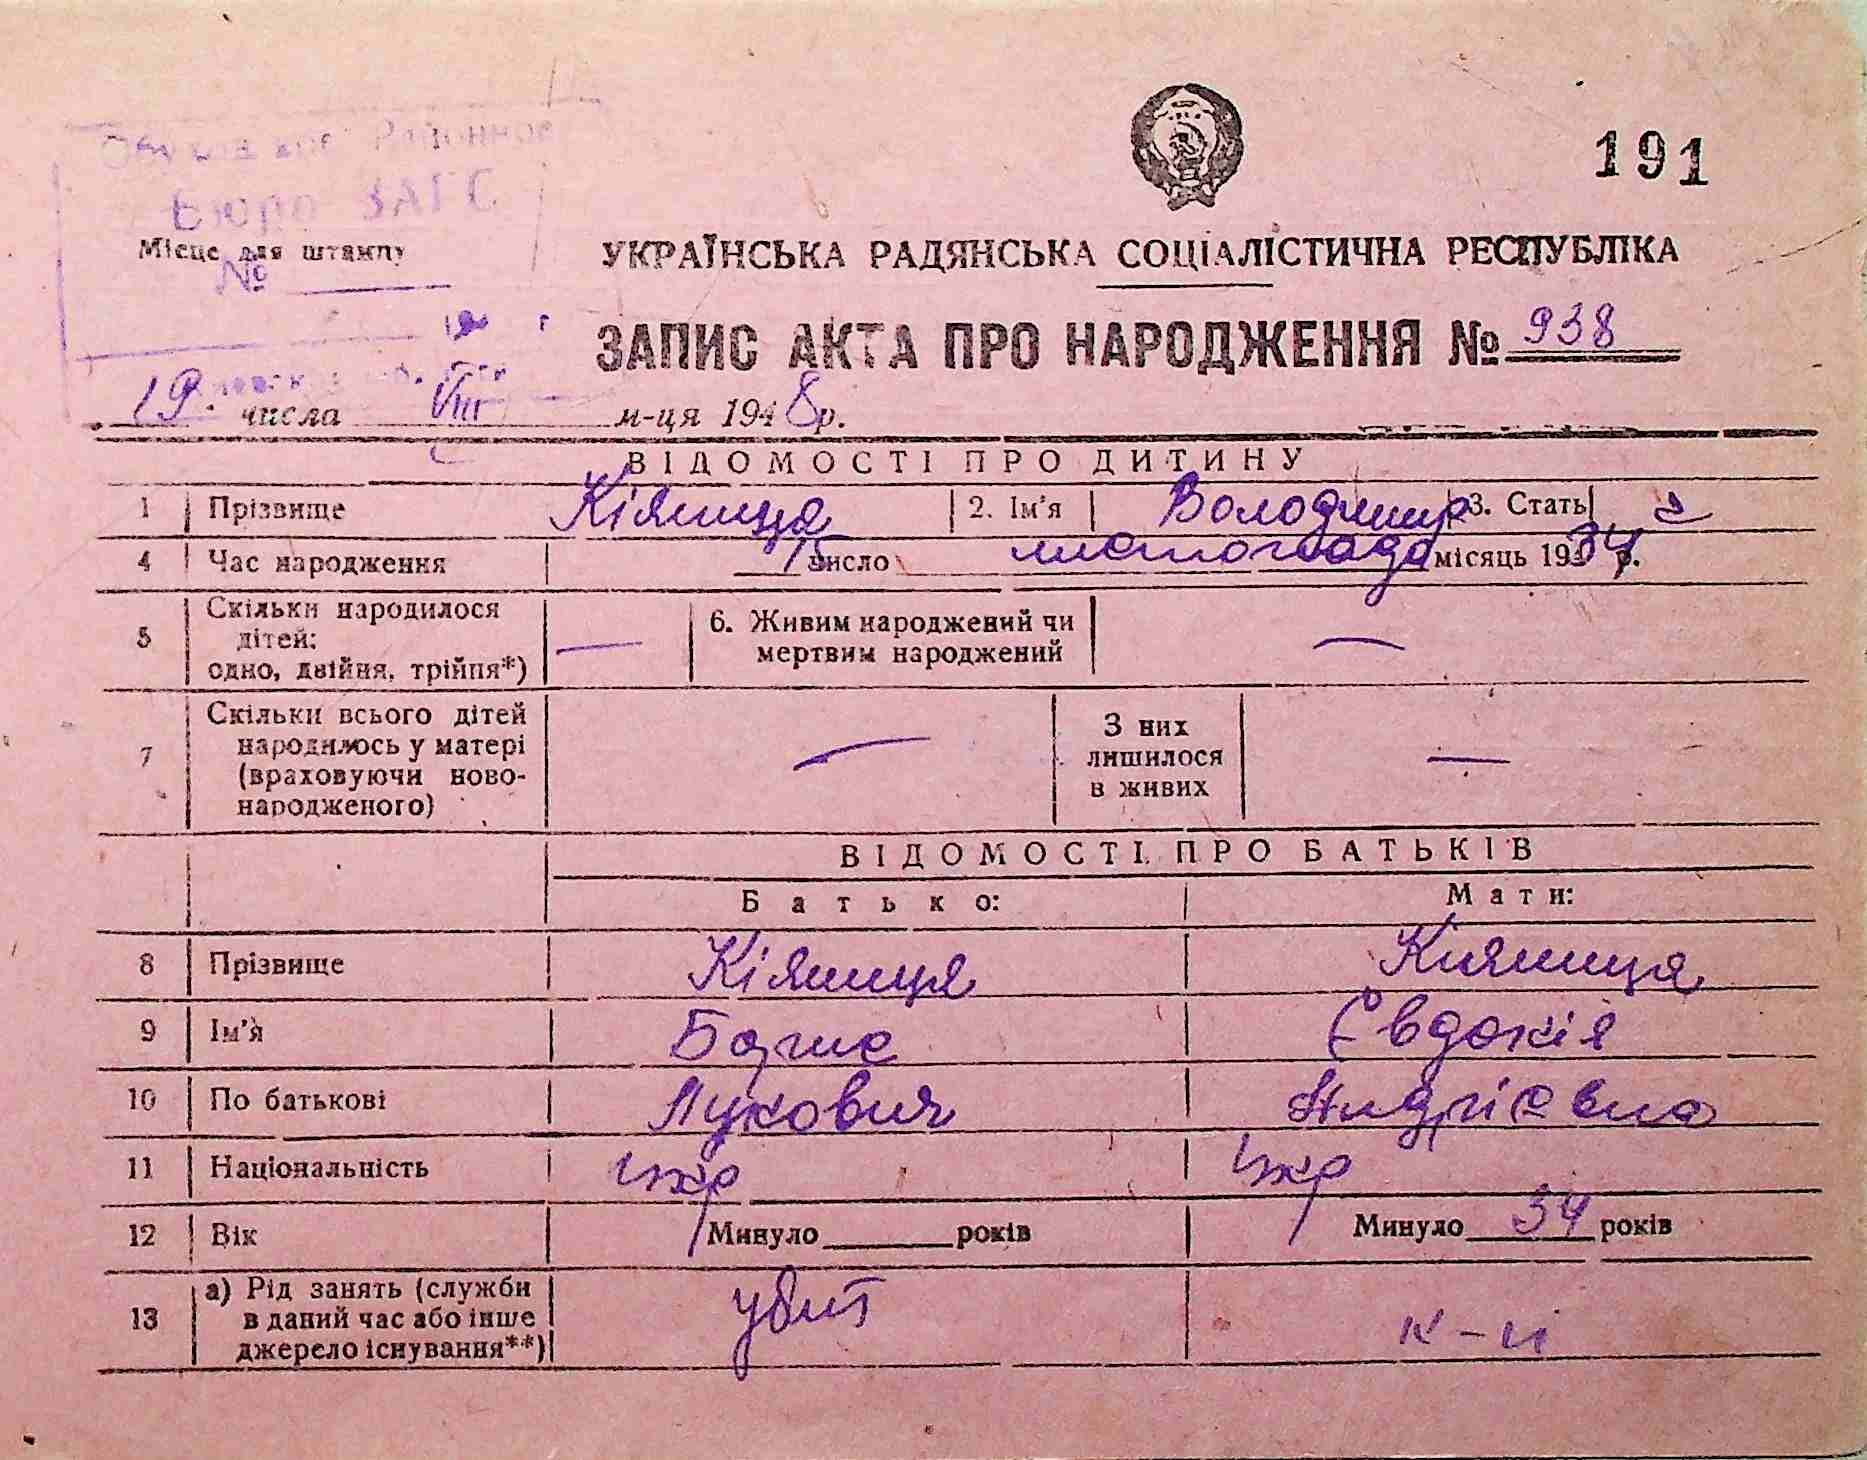 191
Районное
Бюро ЗАГС
Місце для штампу
№
УКРАЇНСЬКА РАДЯНСЬКА СОЦІАЛІСТИЧНА РЕСПУБЛІКА
ЗАПИС АКТА ПРО НАРОДЖЕННЯ № 938
19 числа VIII м-ця 1948 р.
ВІДОМОСТІ ПРО ДИТИНУ
1 Прізвище Кіяниця 2. Ім'я Володимир 3. Стать
4 Час народження 15 число листопада місяць 1934 р.
5 Скільки народилося дітей: одно, двійня, трійня*) — 6. Живим народжений чи мертвим народжений —
7 Скільки всього дітей народилось у матері (враховуючи ново-народженого) — З них лишилося в живих —
ВІДОМОСТІ ПРО БАТЬКІВ
Батько: Мати:
8 Прізвище Кіяниця Кияниця
9 Ім'я Борис Євдокія
10 По батькові Лукович Андріевна
11 Національність укр укр
12 Вік Минуло років Минуло 34 років
13 а) Рід занять (служби в даний час або інше джерело існування**) убит к-ц